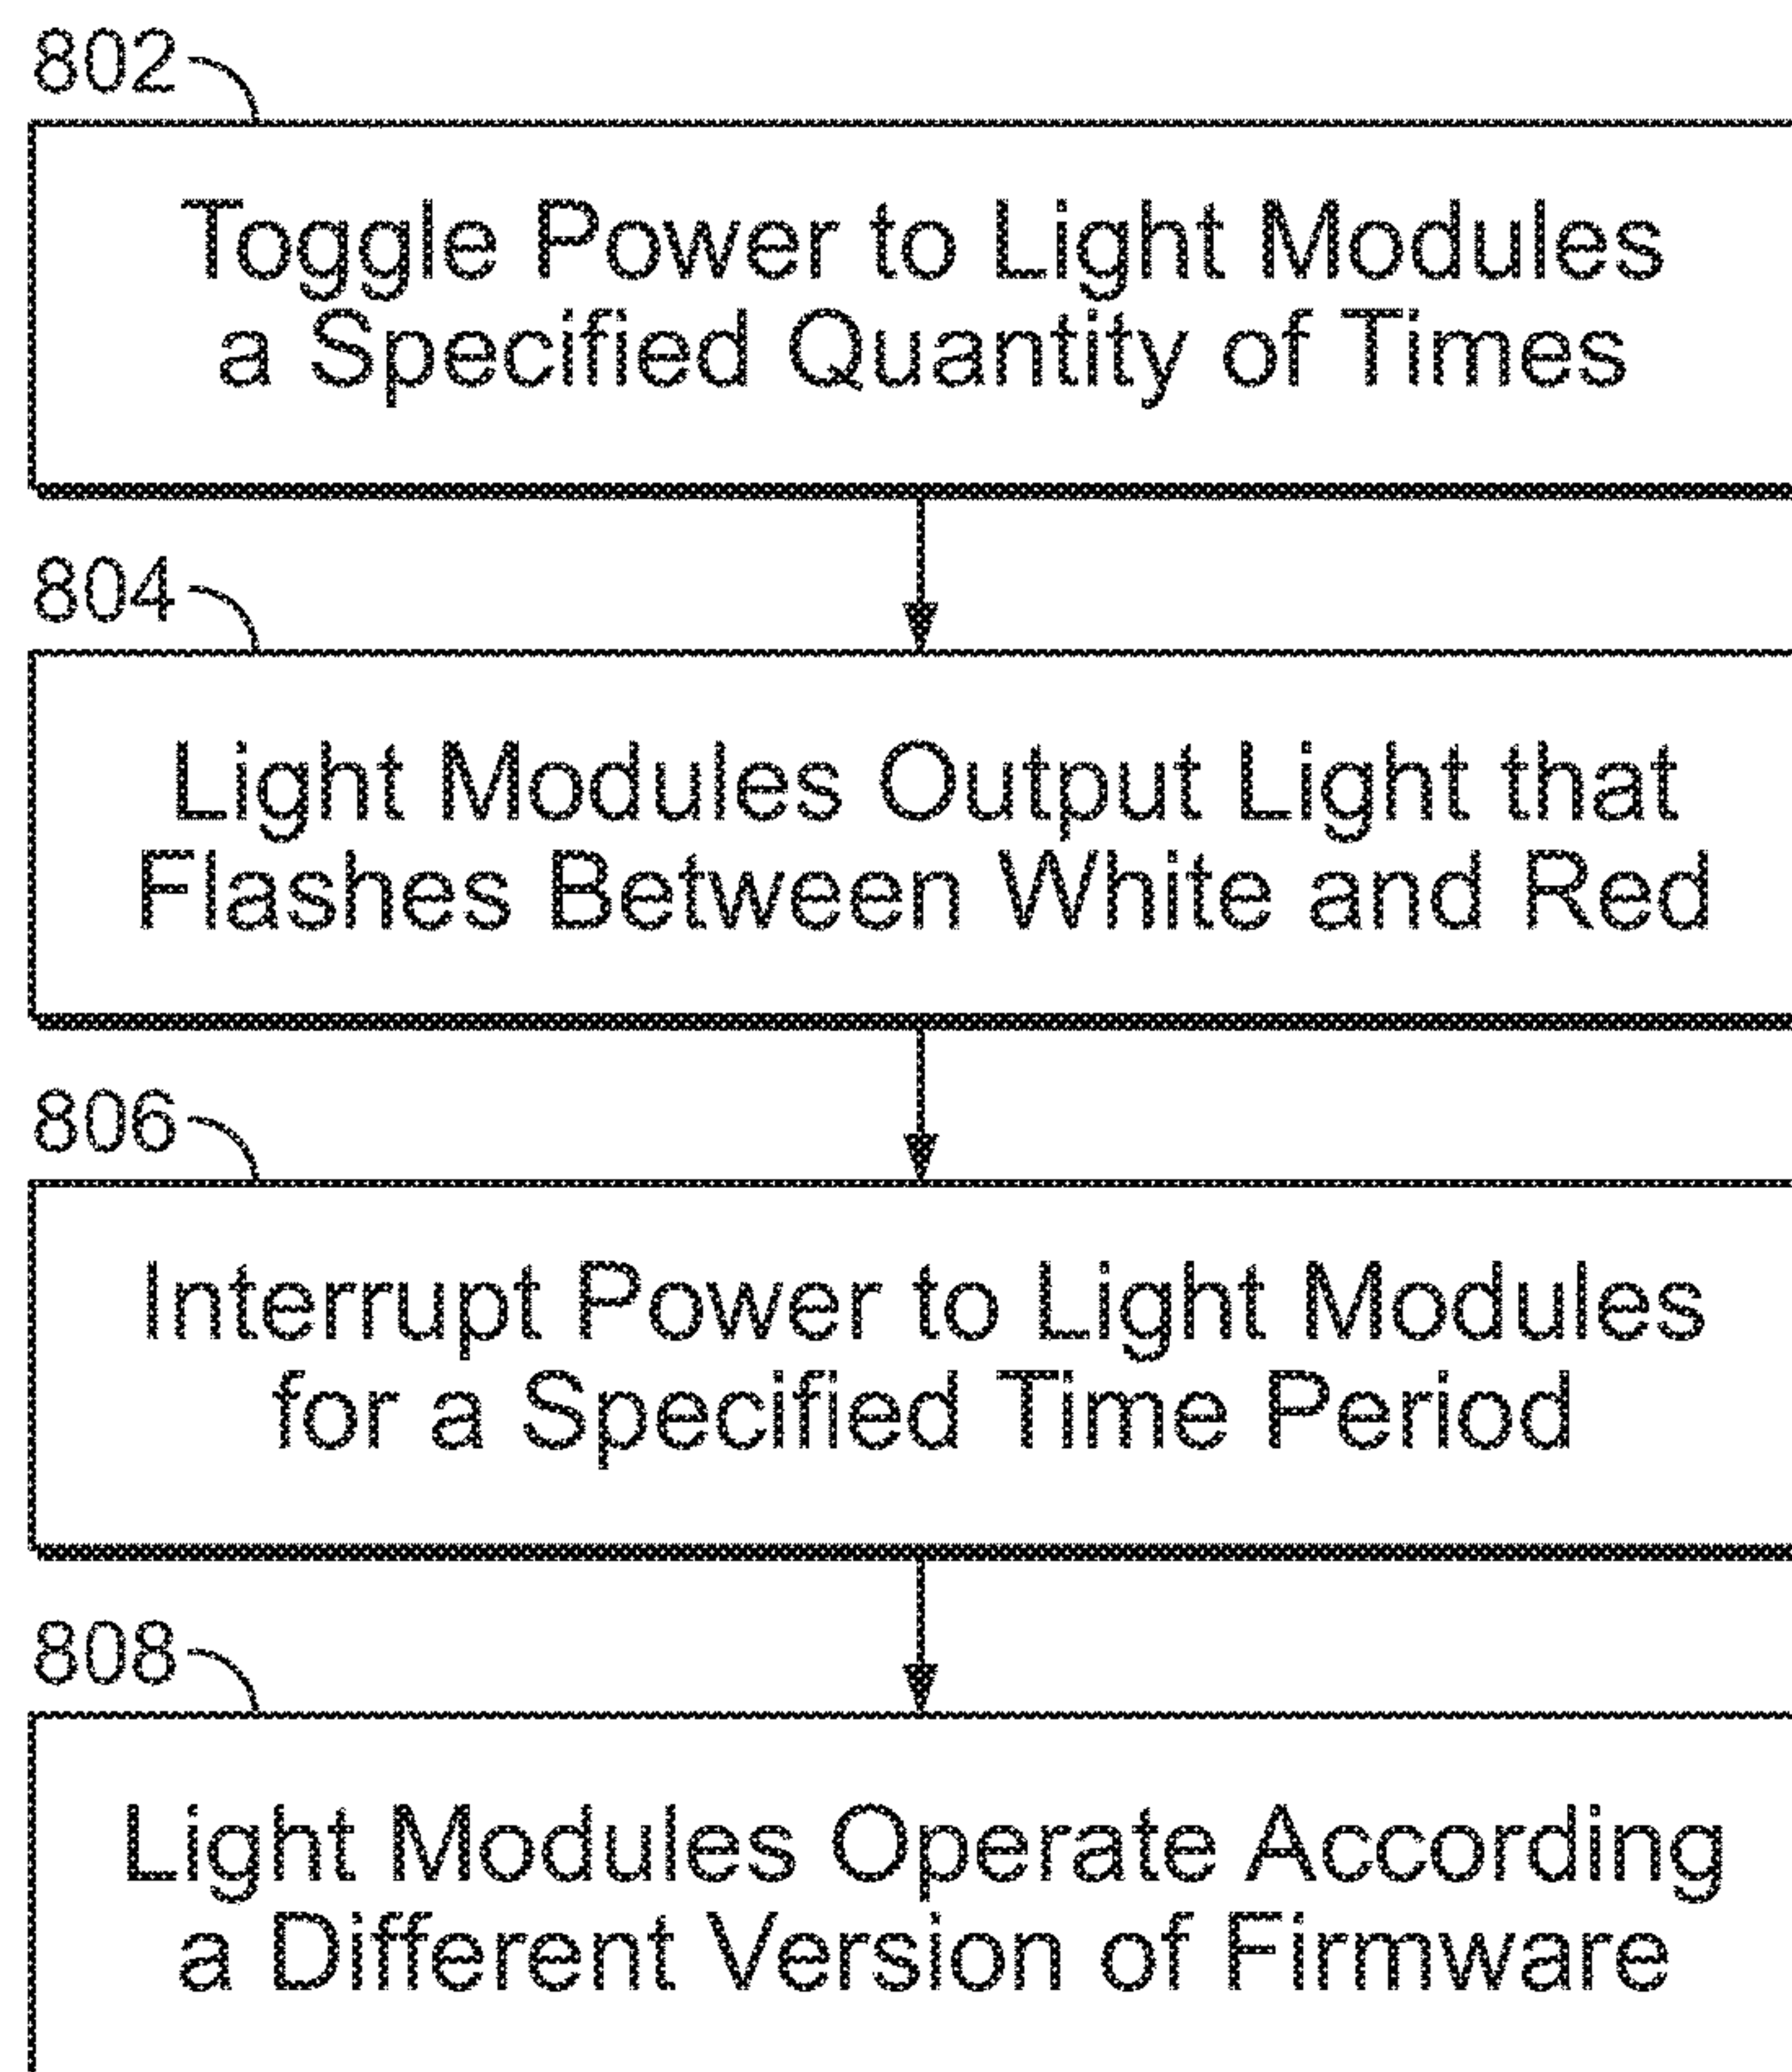 802
Toggle Power to Light Modules
a Specified Quantity of Times
804
Light Modules Output Light that
Flashes Between White and Red
806
Interrupt Power to Light Modules
for a Specified Time Period
808
Light Modules Operate According
a Different Version of Firmware